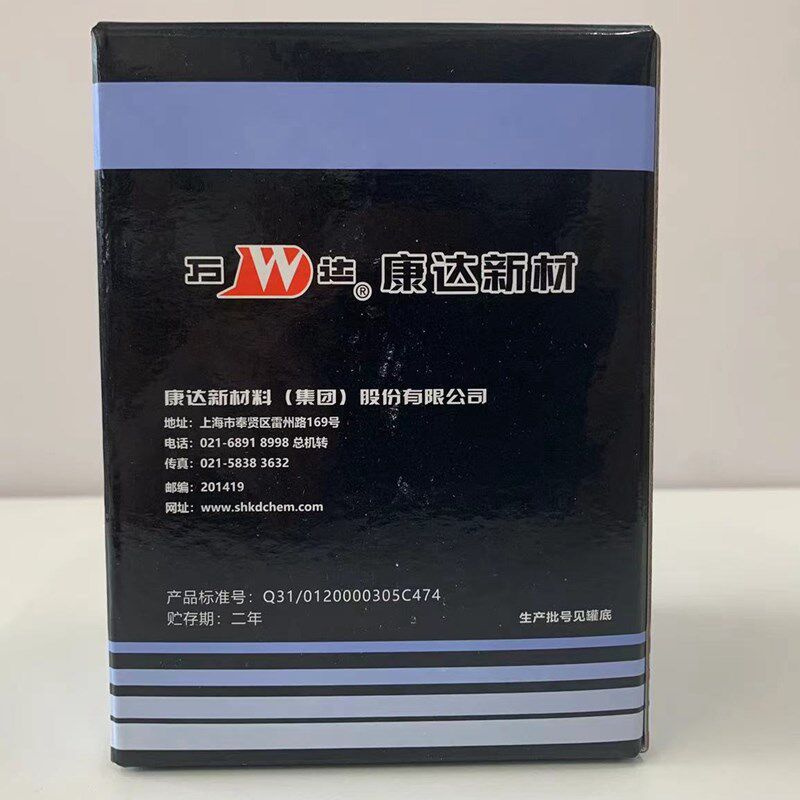 万 W 达 ® 康达新材
康达新材料（集团）股份有限公司
地址：上海市奉贤区雷州路169号
电话：021-6891 8998 总机转
传真：021-5838 3632
邮编：201419
网址：www.shkdchem.com
产品标准号：Q31/0120000305C474
贮存期：二年
生产批号见罐底